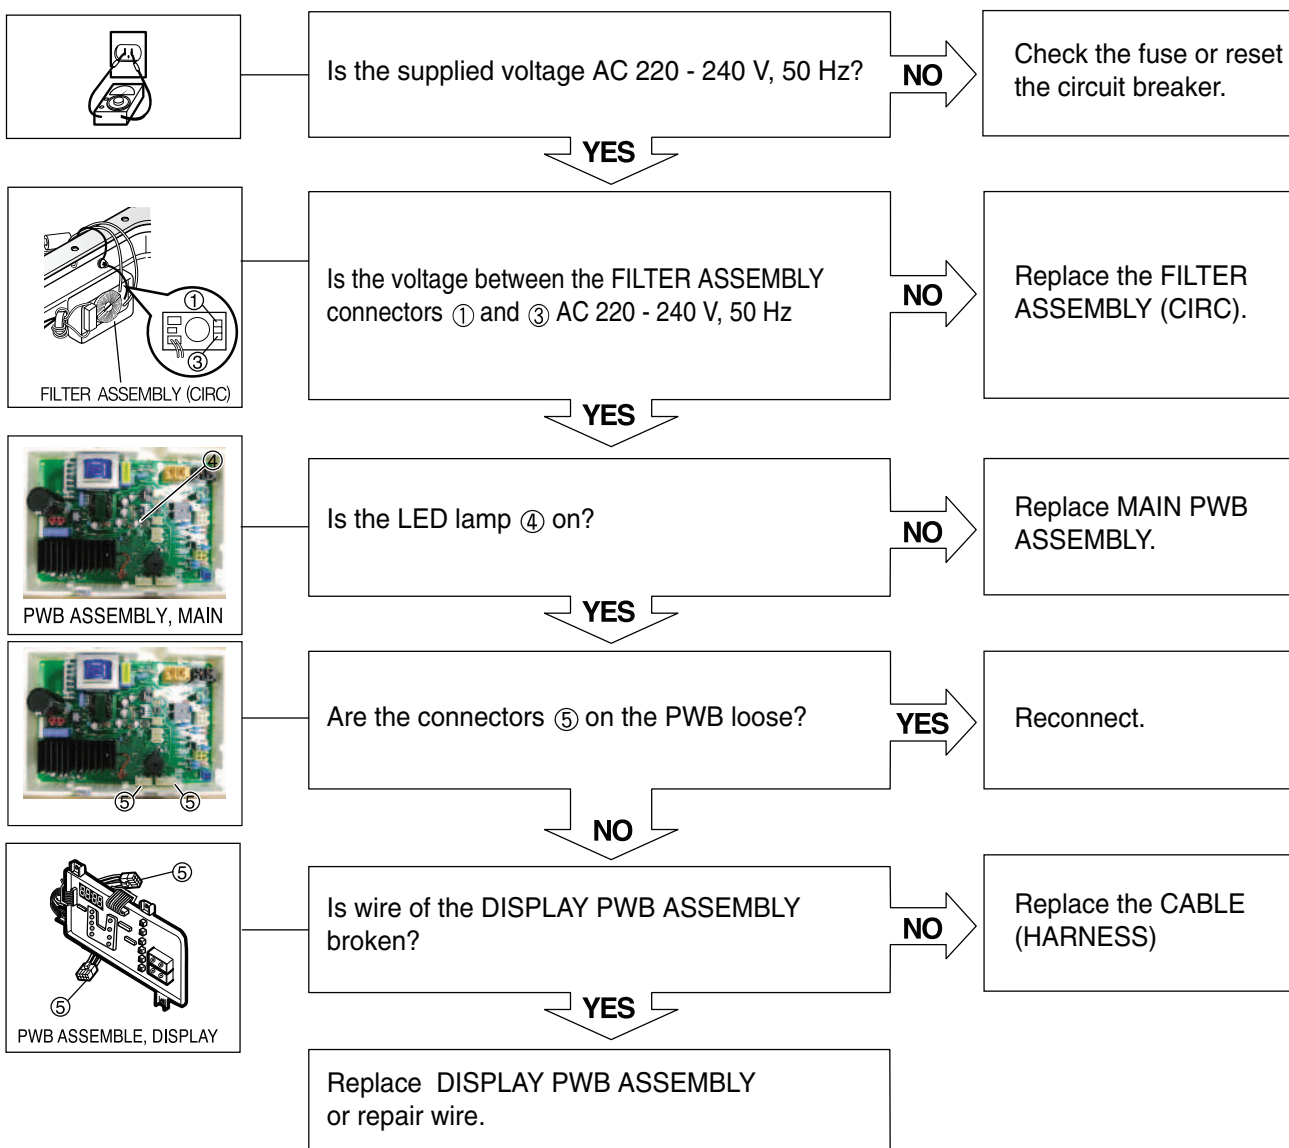 Is the supplied voltage AC 220 - 240 V, 50 Hz?
NO
Check the fuse or reset
the circuit breaker.
YES
①
③
FILTER ASSEMBLY (CIRC)
Is the voltage between the FILTER ASSEMBLY
connectors ① and ③ AC 220 - 240 V, 50 Hz
NO
Replace the FILTER
ASSEMBLY (CIRC).
YES
④
PWB ASSEMBLY, MAIN
Is the LED lamp ④ on?
NO
Replace MAIN PWB
ASSEMBLY.
YES
⑤ ⑤
Are the connectors ⑤ on the PWB loose?
YES
Reconnect.
NO
⑤
⑤
PWB ASSEMBLE, DISPLAY
Is wire of the DISPLAY PWB ASSEMBLY
broken?
NO
Replace the CABLE
(HARNESS)
YES
Replace DISPLAY PWB ASSEMBLY
or repair wire.